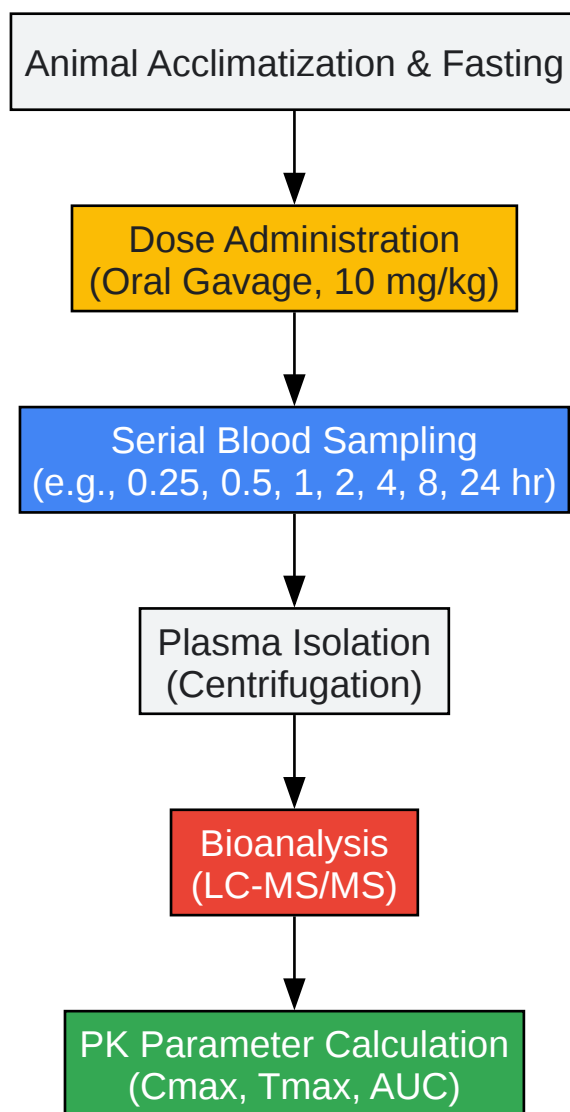 Animal Acclimatization & Fasting
Dose Administration
(Oral Gavage, 10 mg/kg)
Serial Blood Sampling
(e.g., 0.25, 0.5, 1, 2, 4, 8, 24 hr)
Plasma Isolation
(Centrifugation)
Bioanalysis
(LC-MS/MS)
PK Parameter Calculation
(Cmax, Tmax, AUC)